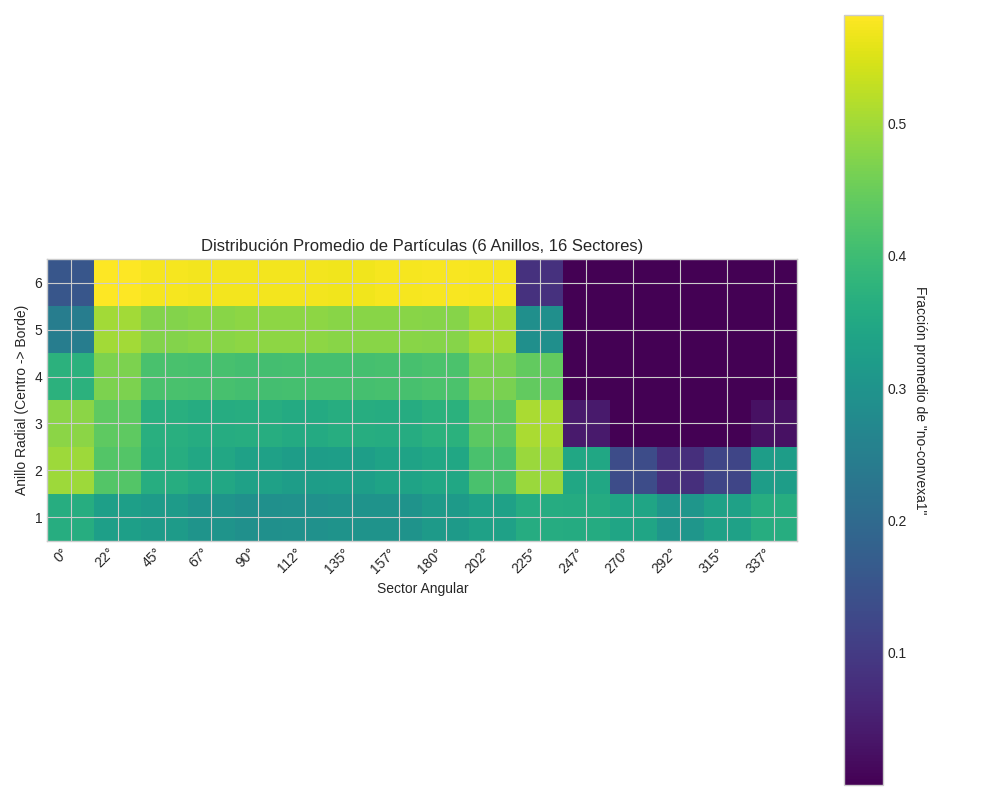 Distribución Promedio de Partículas (6 Anillos, 16 Sectores)
Anillo Radial (Centro -> Borde)
6
5
4
3
2
1
0° 22° 45° 67° 90° 112° 135° 157° 180° 202° 225° 247° 270° 292° 315° 337°
Sector Angular
0.5
0.4
0.3
0.2
0.1
Fracción promedio de "no-convexa1"